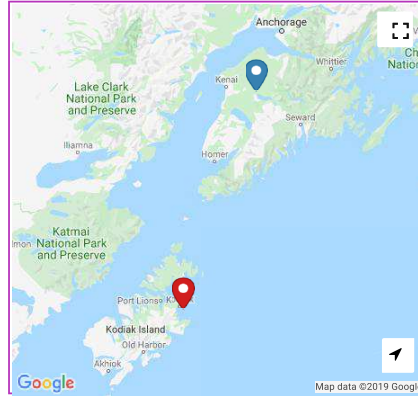 Anchorage
Whittier
Lake Clark
National Park
and Preserve
Kenai
Seward
Iliamna
Homer
Katmai
National Park
and Preserve
Port Lions
Kodiak Island
Old Harbor
Akhiok
Google
Map data ©2019 Google